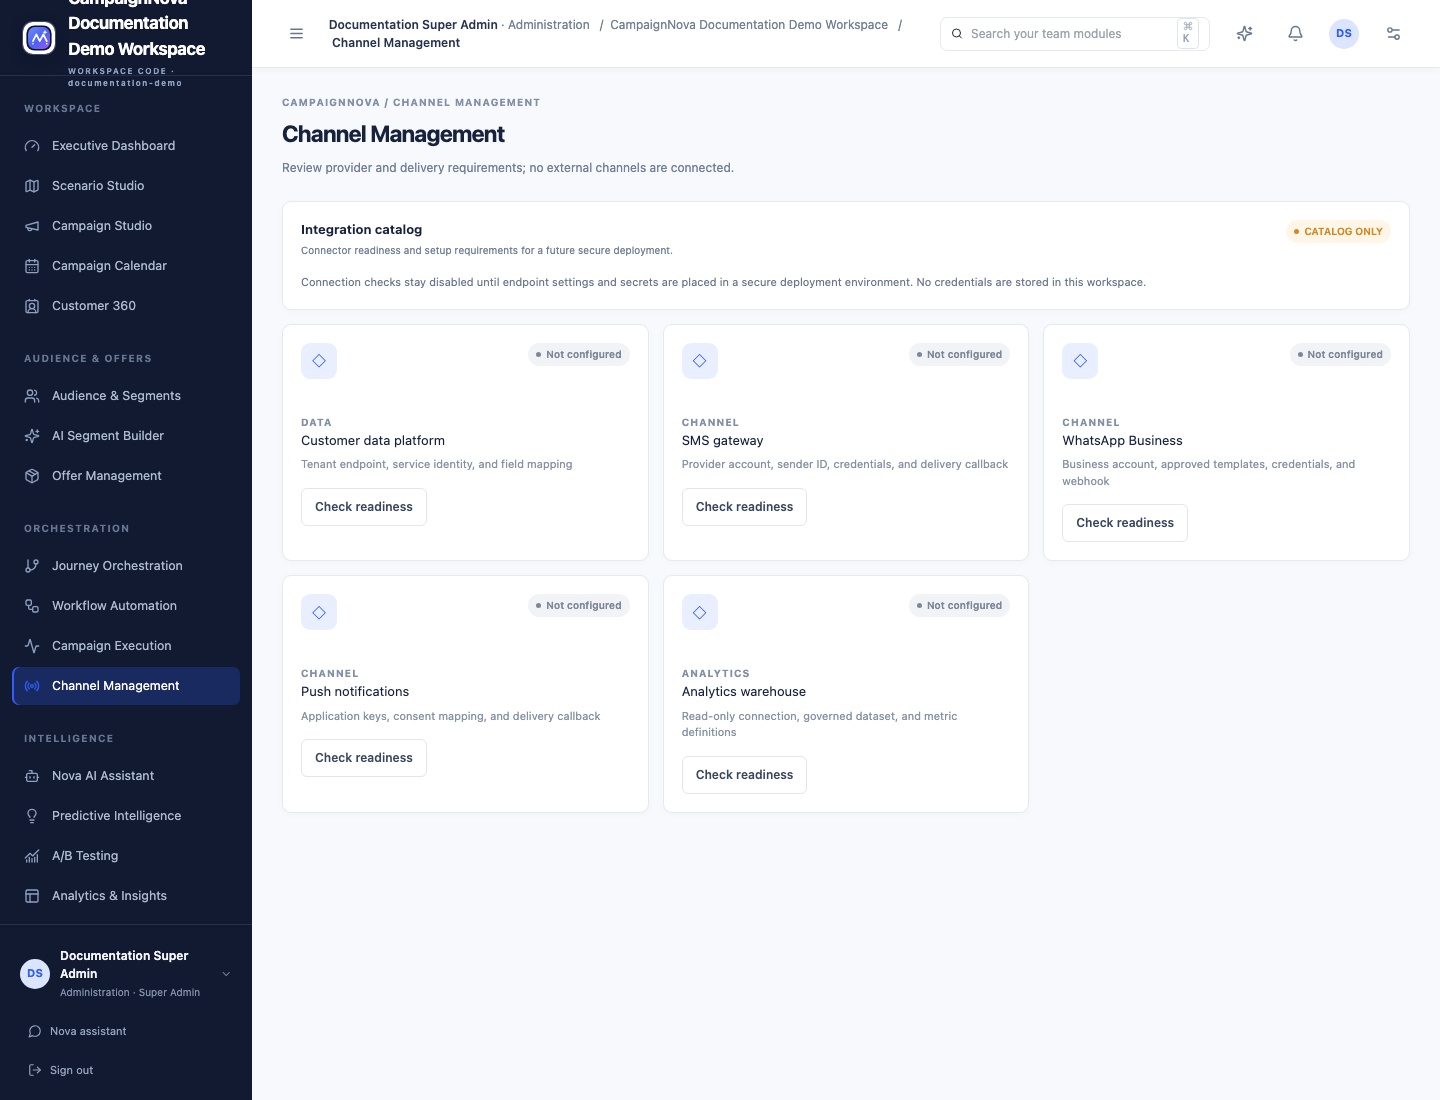 CampaignNova
Documentation
Demo Workspace
WORKSPACE CODE ·
documentation-demo
WORKSPACE
Executive Dashboard
Scenario Studio
Campaign Studio
Campaign Calendar
Customer 360
AUDIENCE & OFFERS
Audience & Segments
AI Segment Builder
Offer Management
ORCHESTRATION
Journey Orchestration
Workflow Automation
Campaign Execution
Channel Management
INTELLIGENCE
Nova AI Assistant
Predictive Intelligence
A/B Testing
Analytics & Insights
DS
Documentation Super
Admin
Administration · Super Admin
Nova assistant
Sign out
Documentation Super Admin · Administration / CampaignNova Documentation Demo Workspace /
Channel Management
Search your team modules
⌘
K
DS
CAMPAIGNNOVA / CHANNEL MANAGEMENT
Channel Management
Review provider and delivery requirements; no external channels are connected.
Integration catalog
CATALOG ONLY
Connector readiness and setup requirements for a future secure deployment.
Connection checks stay disabled until endpoint settings and secrets are placed in a secure deployment environment. No credentials are stored in this workspace.
Not configured
DATA
Customer data platform
Tenant endpoint, service identity, and field mapping
Check readiness
Not configured
CHANNEL
SMS gateway
Provider account, sender ID, credentials, and delivery callback
Check readiness
Not configured
CHANNEL
WhatsApp Business
Business account, approved templates, credentials, and
webhook
Check readiness
Not configured
CHANNEL
Push notifications
Application keys, consent mapping, and delivery callback
Check readiness
Not configured
ANALYTICS
Analytics warehouse
Read-only connection, governed dataset, and metric
definitions
Check readiness